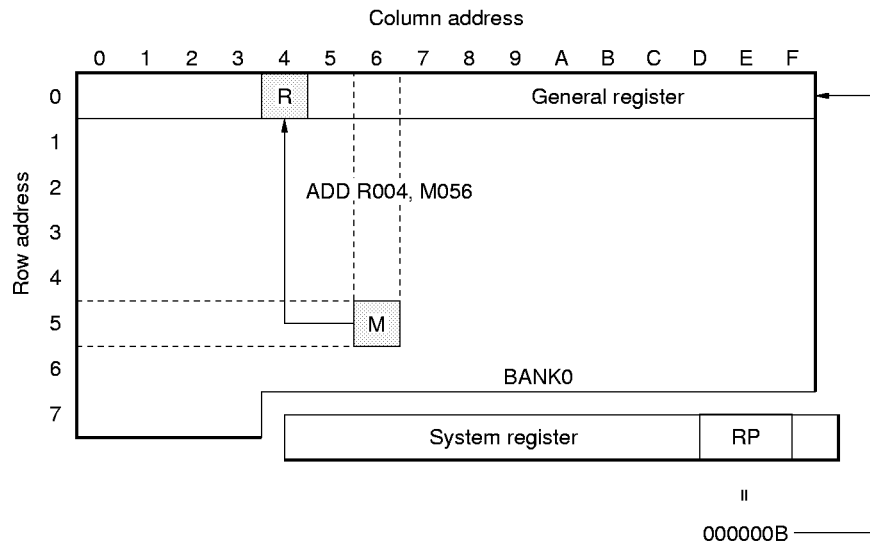 Column address
0 1 2 3 4 5 6 7 8 9 A B C D E F
Row address
0 R General register
1
2 ADD R004, M056
3
4
5 M
6 BANK0
7
System register RP
=
000000B